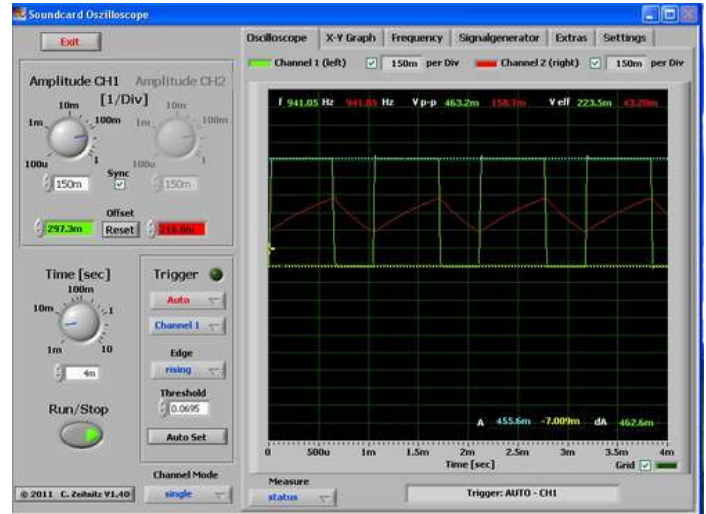 Soundcard Oszilloscope
Exit
Oscilloscope X-Y Graph Frequency Signalgenerator Extras Settings
Channel 1 (left) 150m per Div Channel 2 (right) 150m per Div
Amplitude CH1 Amplitude CH2
[1/Div]
10m 10m
1m 100m 1m 100m
100u 1 100u 1
Sync
150m 150m
Offset
297.3m Reset
f 941.05 Hz 941.05 Hz Vp-p 463.2m 158.7m Veff 223.5m 43.20m
Time [sec]
100m
10m .1
1m 10
4m
Run/Stop
Trigger
Auto
Channel 1
Edge
rising
Threshold
0.0695
Auto Set
Channel Mode
single
© 2011 C. Zeitnitz V1.40
A 455.6m -7.009m dA 462.6m
0 500u 1m 1.5m 2m 2.5m 3m 3.5m 4m
Time [sec]
Grid
Measure
status
Trigger: AUTO - CH1